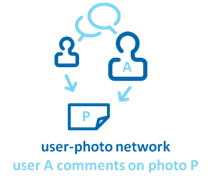 A
P
user-photo network
user A comments on photo P